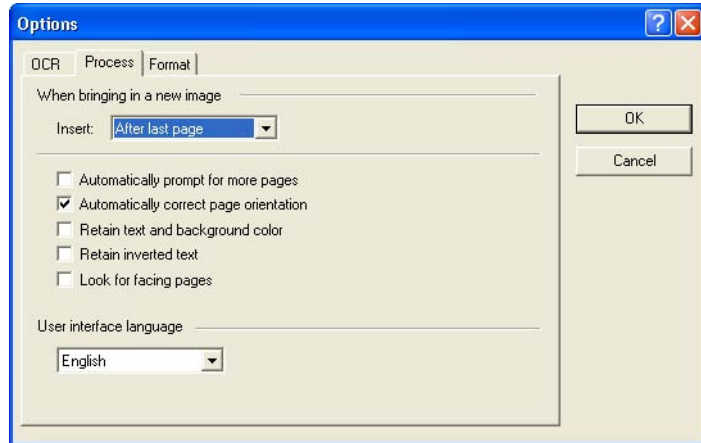 Options
OCR Process Format
When bringing in a new image
Insert: After last page
OK
Cancel
Automatically prompt for more pages
Automatically correct page orientation
Retain text and background color
Retain inverted text
Look for facing pages
User interface language
English